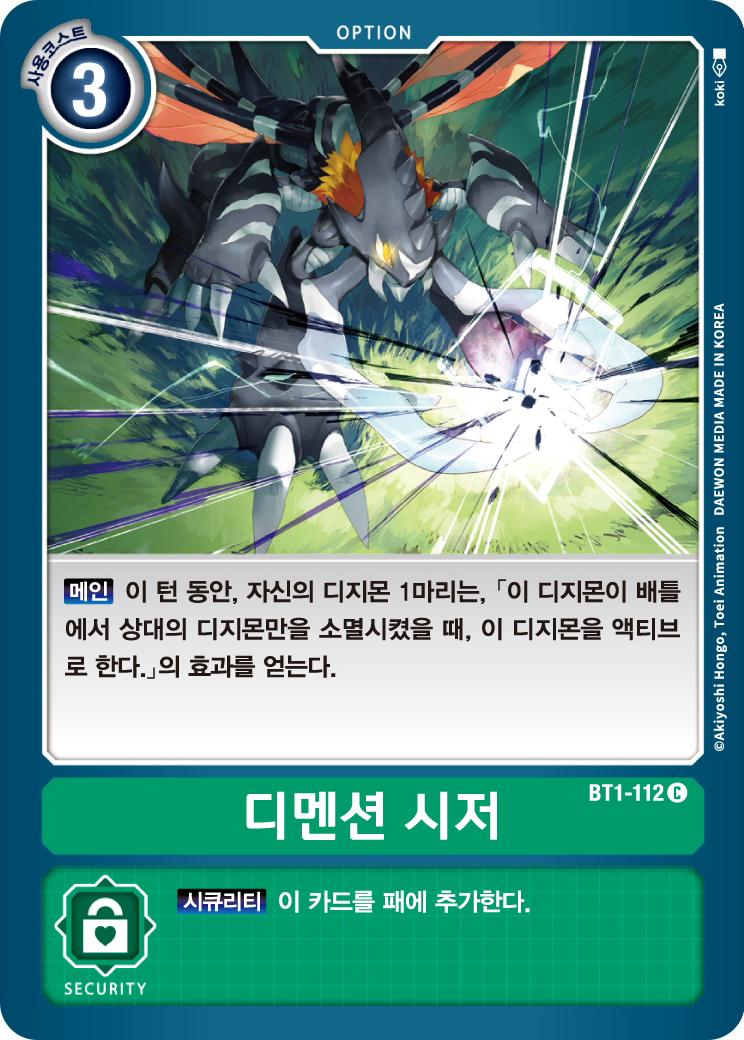 OPTION
사용코스트
3
koki
메인 이 턴 동안, 자신의 디지몬 1마리는, 「이 디지몬이 배틀
에서 상대의 디지몬만을 소멸시켰을 때, 이 디지몬을 액티브
로 한다.」의 효과를 얻는다.
©Akiyoshi Hongo, Toei Animation DAEWON MEDIA MADE IN KOREA
BT1-112 C
디멘션 시저
시큐리티 이 카드를 패에 추가한다.
SECURITY